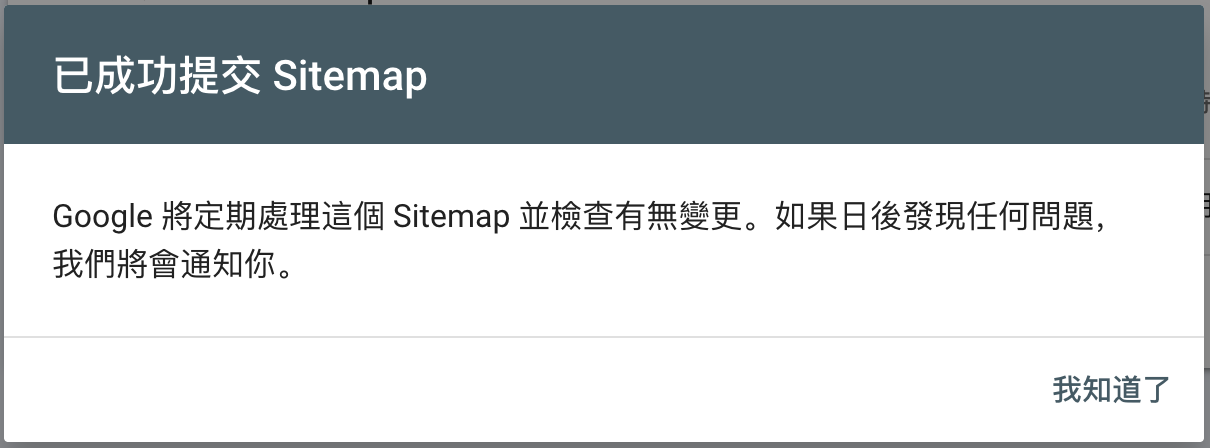 已成功提交 Sitemap
Google 將定期處理這個 Sitemap 並檢查有無變更。如果日後發現任何問題，
我們將會通知你。
我知道了